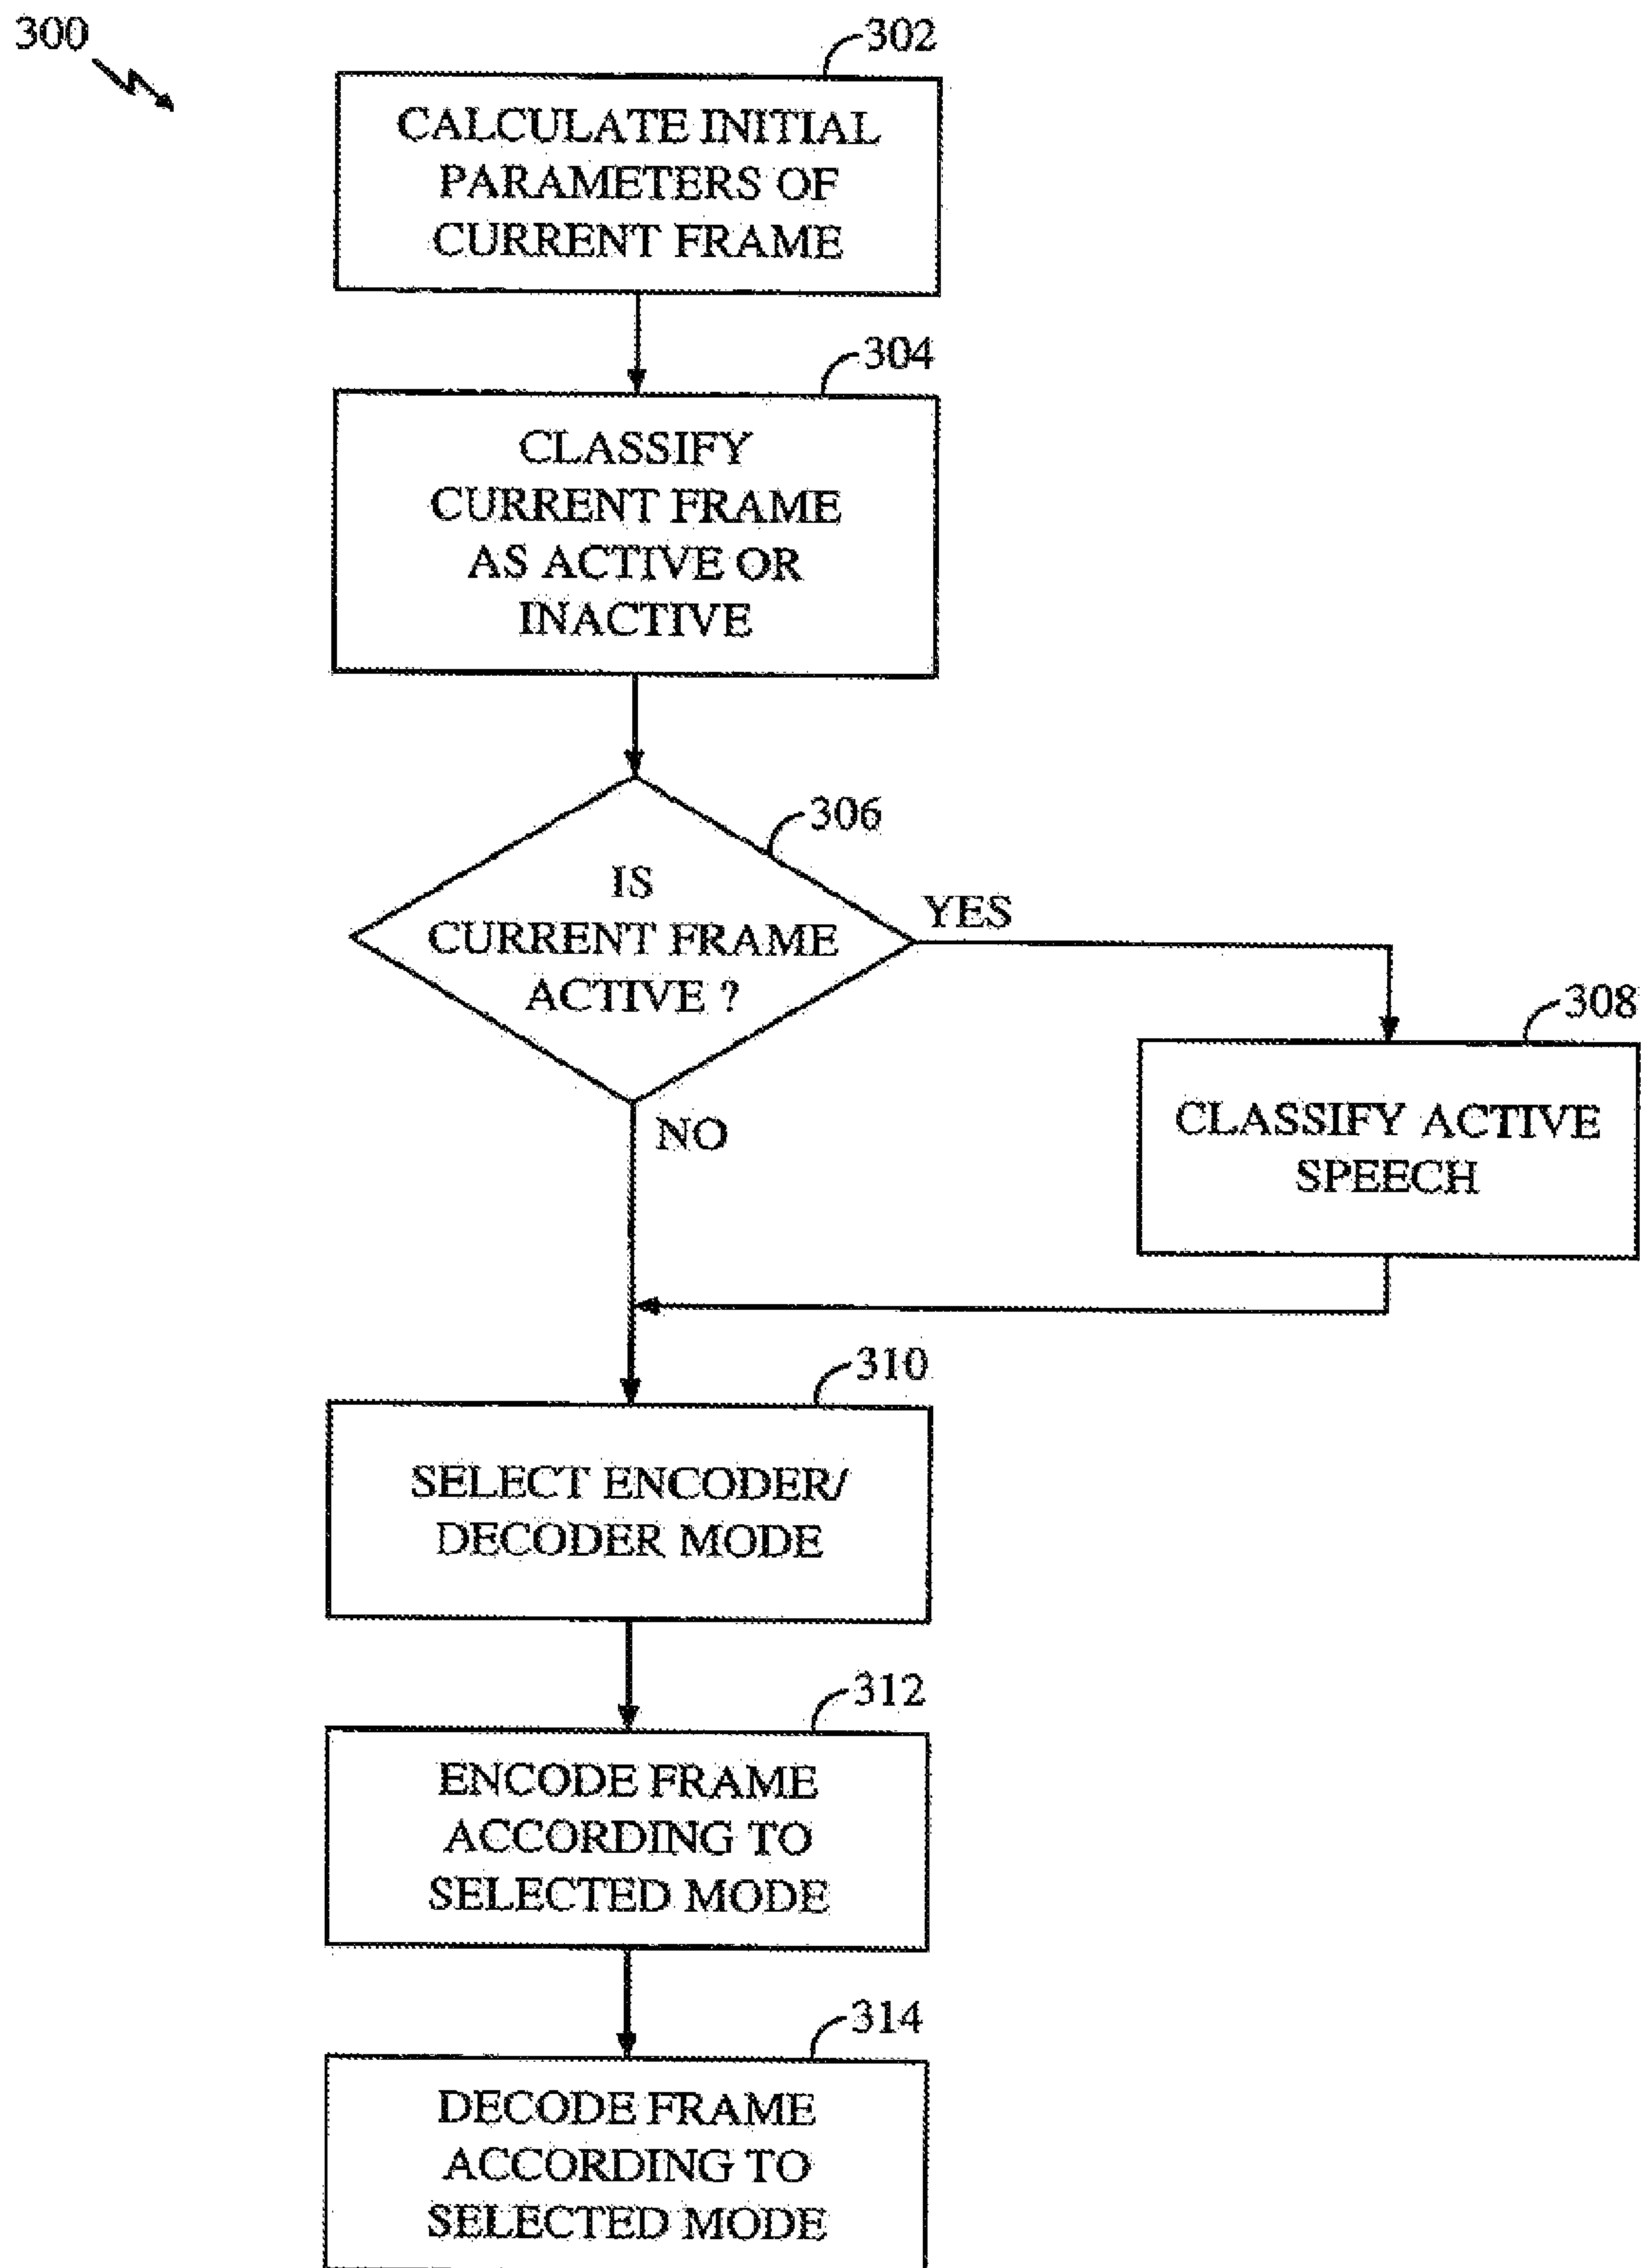 300
302
CALCULATE INITIAL
PARAMETERS OF
CURRENT FRAME
304
CLASSIFY
CURRENT FRAME
AS ACTIVE OR
INACTIVE
306
IS
CURRENT FRAME
ACTIVE ?
YES
NO
308
CLASSIFY ACTIVE
SPEECH
310
SELECT ENCODER/
DECODER MODE
312
ENCODE FRAME
ACCORDING TO
SELECTED MODE
314
DECODE FRAME
ACCORDING TO
SELECTED MODE